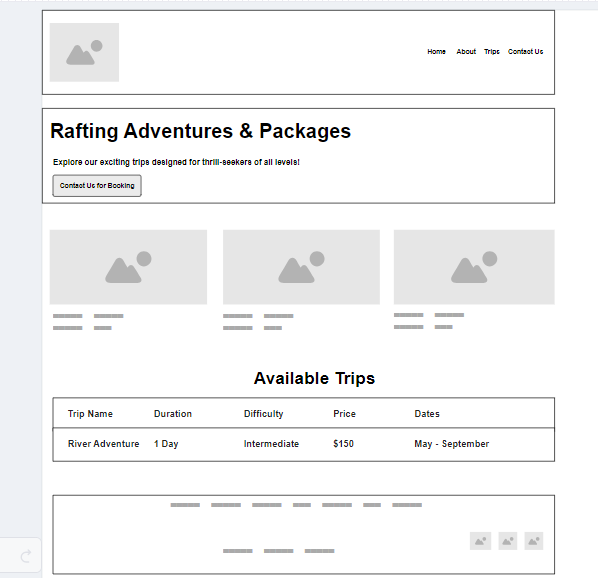 Home About Trips Contact Us
Rafting Adventures & Packages
Explore our exciting trips designed for thrill-seekers of all levels!
Contact Us for Booking
Available Trips
Trip Name Duration Difficulty Price Dates
River Adventure 1 Day Intermediate $150 May - September